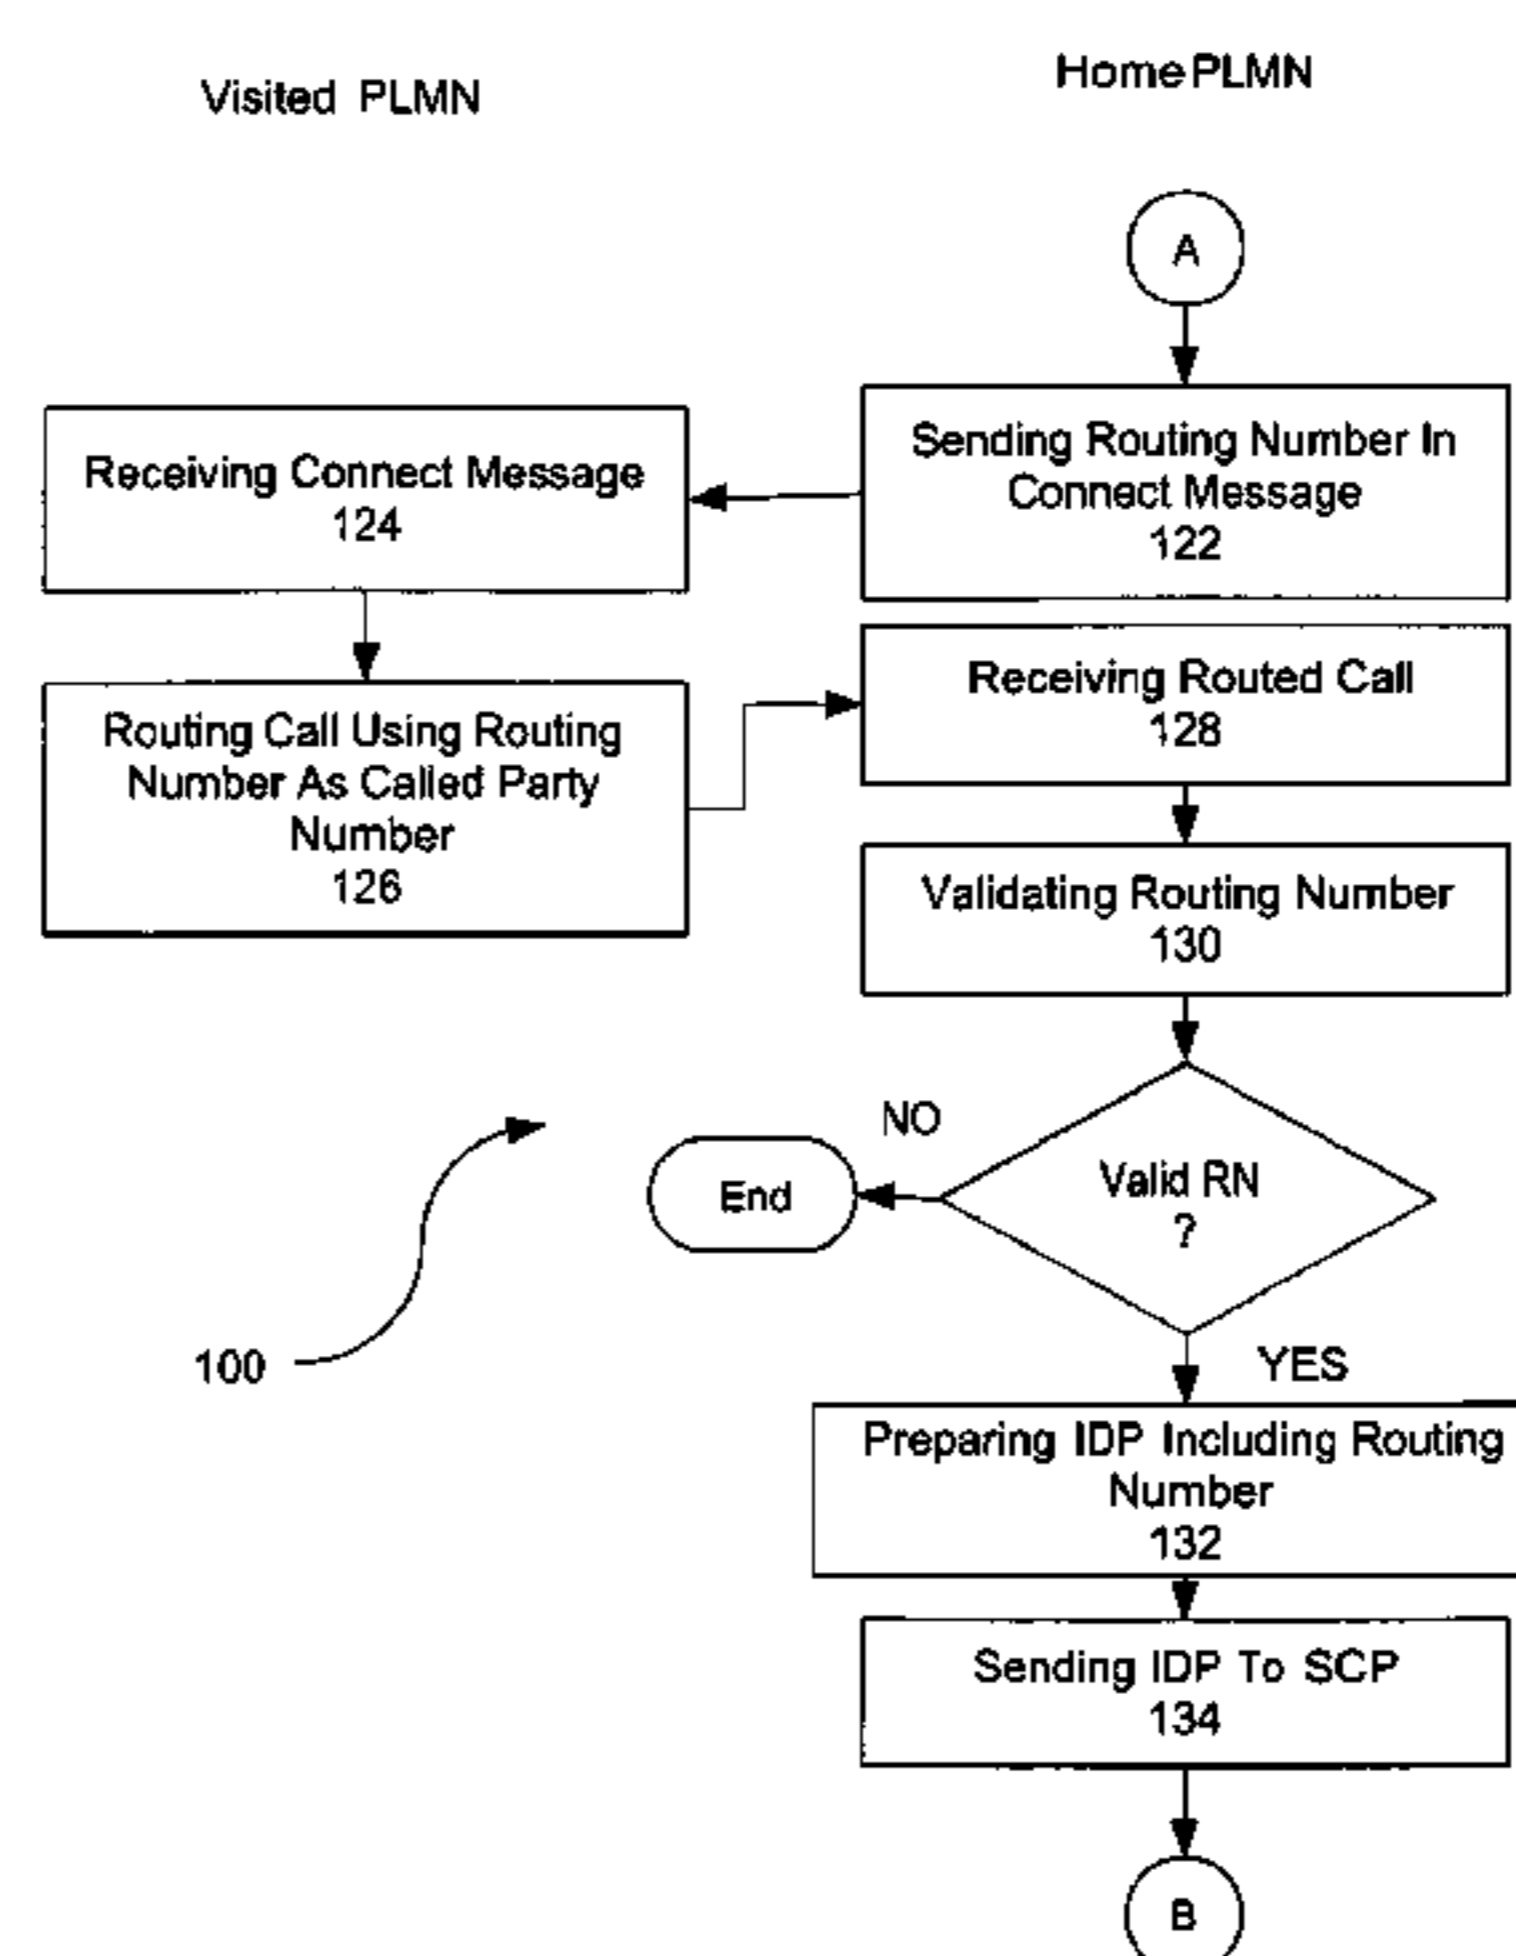 Visited PLMN
Home PLMN
A
Sending Routing Number In
Connect Message
122
Receiving Connect Message
124
Routing Call Using Routing
Number As Called Party
Number
126
Receiving Routed Call
128
Validating Routing Number
130
Valid RN
?
NO
End
YES
100
Preparing IDP Including Routing
Number
132
Sending IDP To SCP
134
B